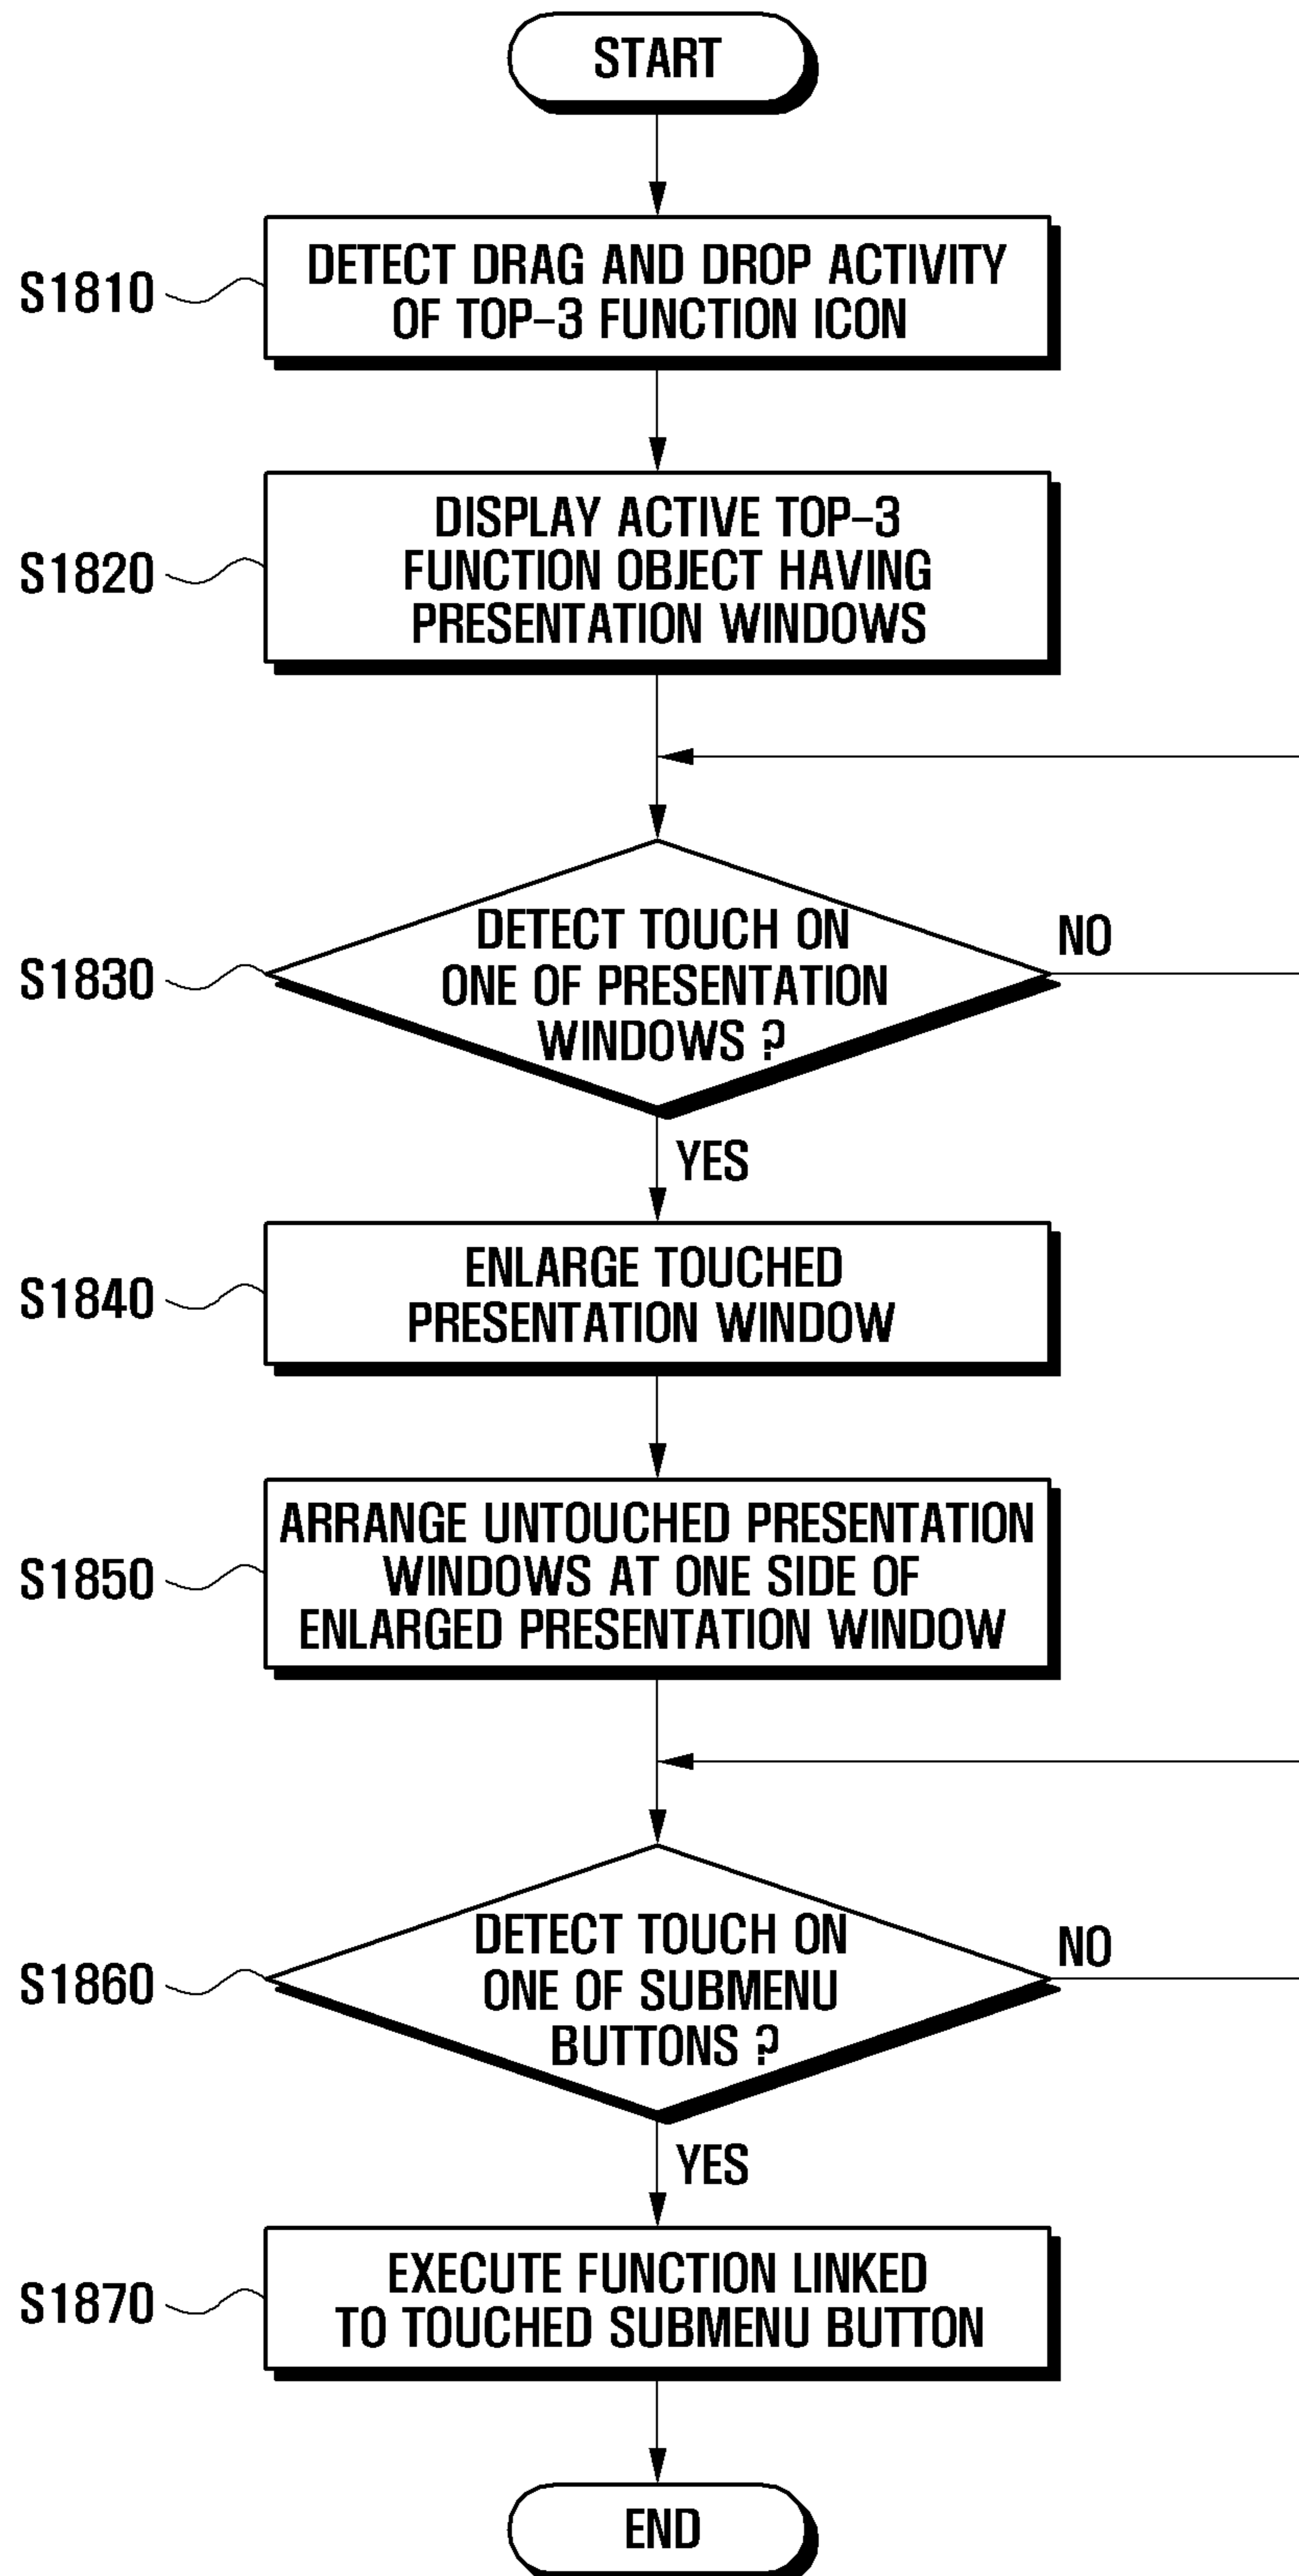 START
S1810
DETECT DRAG AND DROP ACTIVITY
OF TOP-3 FUNCTION ICON
S1820
DISPLAY ACTIVE TOP-3
FUNCTION OBJECT HAVING
PRESENTATION WINDOWS
S1830
DETECT TOUCH ON
ONE OF PRESENTATION
WINDOWS ?
NO
YES
S1840
ENLARGE TOUCHED
PRESENTATION WINDOW
S1850
ARRANGE UNTOUCHED PRESENTATION
WINDOWS AT ONE SIDE OF
ENLARGED PRESENTATION WINDOW
S1860
DETECT TOUCH ON
ONE OF SUBMENU
BUTTONS ?
NO
YES
S1870
EXECUTE FUNCTION LINKED
TO TOUCHED SUBMENU BUTTON
END